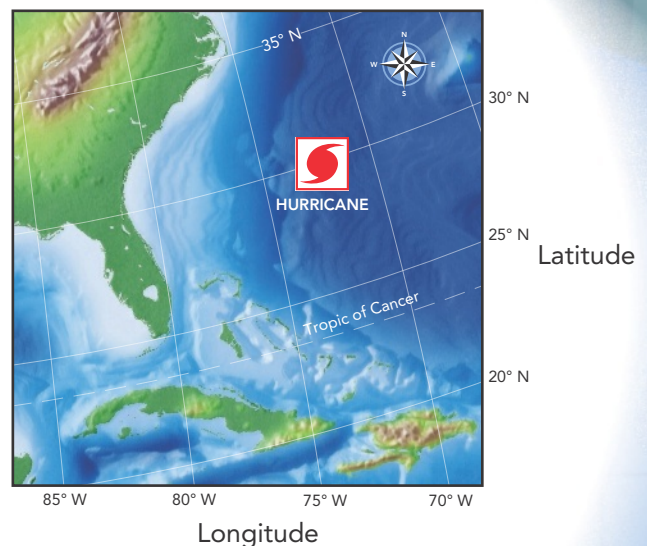 35° N
N
W E
S
30° N
HURRICANE
25° N
Latitude
Tropic of Cancer
20° N
85° W 80° W 75° W 70° W
Longitude